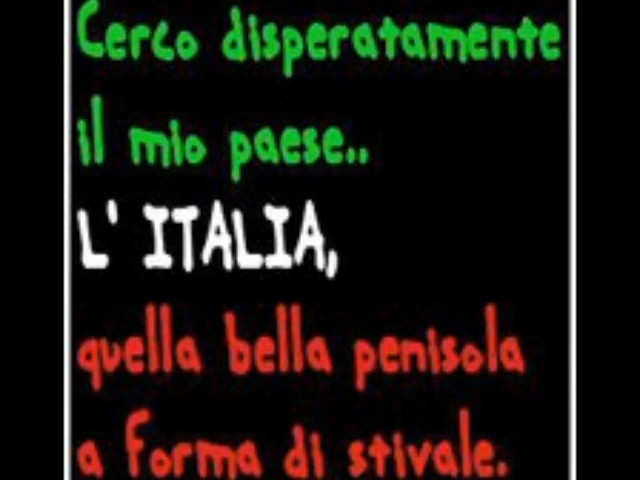 Cerco disperatamente
il mio paese..
L' ITALIA,
quella bella penisola
a forma di stivale.